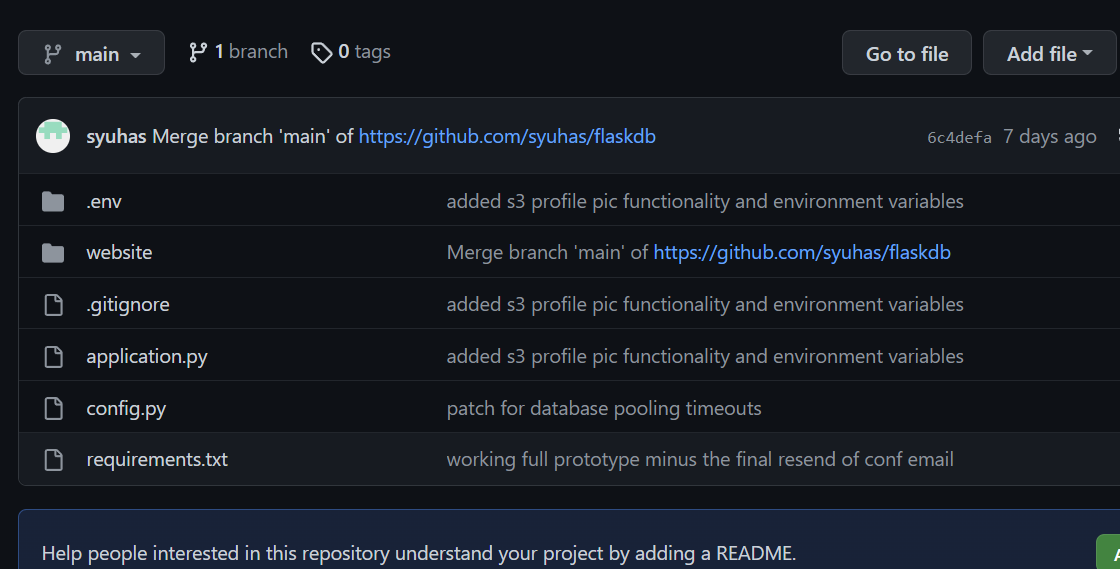 main 1 branch 0 tags Go to file Add file
syuhas Merge branch 'main' of https://github.com/syuhas/flaskdb 6c4defa 7 days ago
.env added s3 profile pic functionality and environment variables
website Merge branch 'main' of https://github.com/syuhas/flaskdb
.gitignore added s3 profile pic functionality and environment variables
application.py added s3 profile pic functionality and environment variables
config.py patch for database pooling timeouts
requirements.txt working full prototype minus the final resend of conf email
Help people interested in this repository understand your project by adding a README.